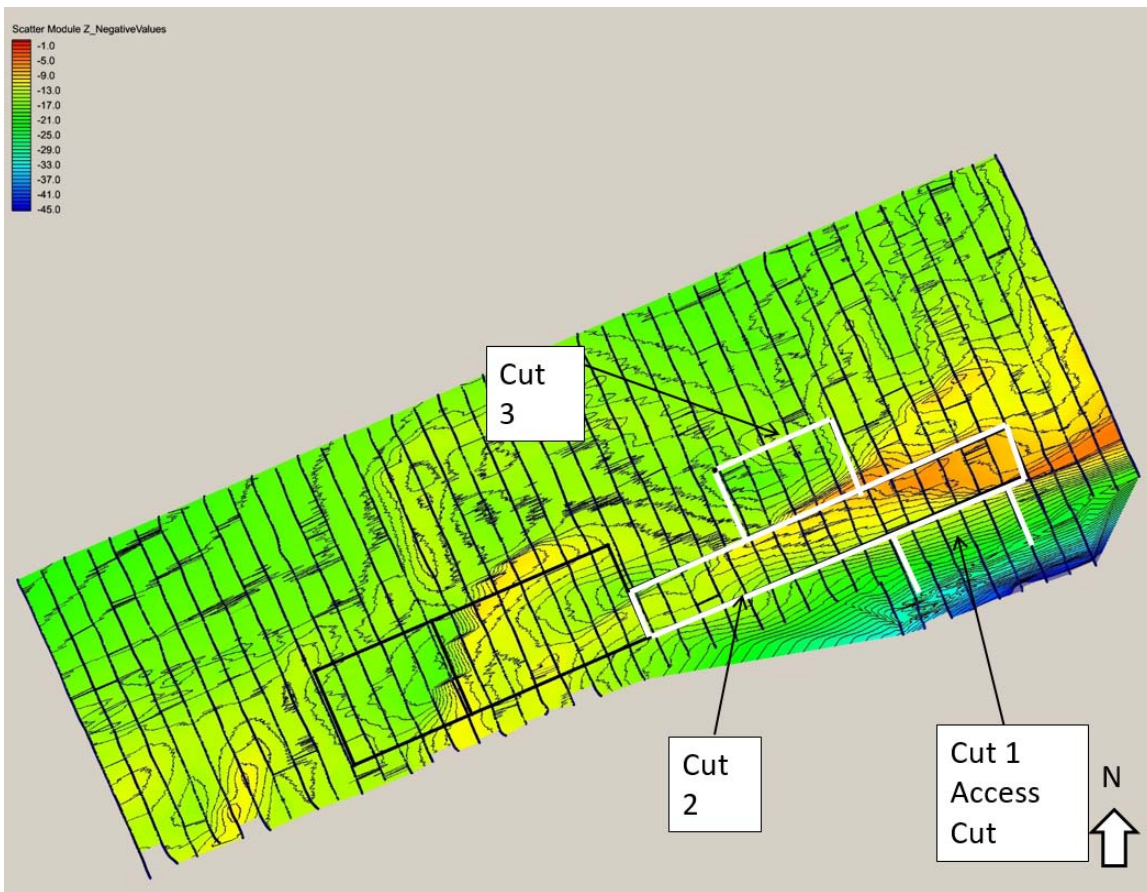 Scatter Module Z_NegativeValues
-1.0
-5.0
-9.0
-13.0
-17.0
-21.0
-25.0
-29.0
-33.0
-37.0
-41.0
-45.0
Cut
3
Cut
2
Cut 1
Access
Cut
N